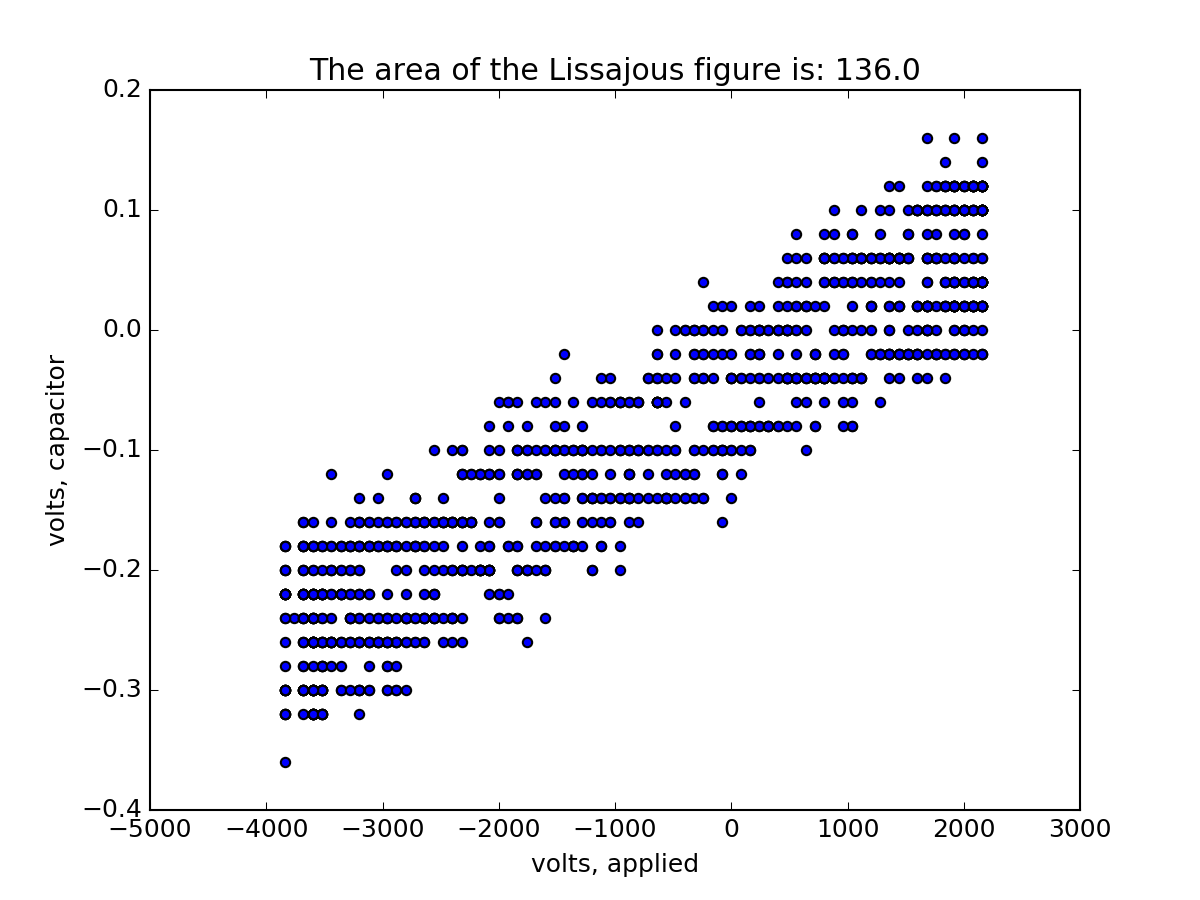 The area of the Lissajous figure is: 136.0
0.2
0.1
0.0
−0.1
−0.2
−0.3
−0.4
volts, capacitor
−5000 −4000 −3000 −2000 −1000 0 1000 2000 3000
volts, applied